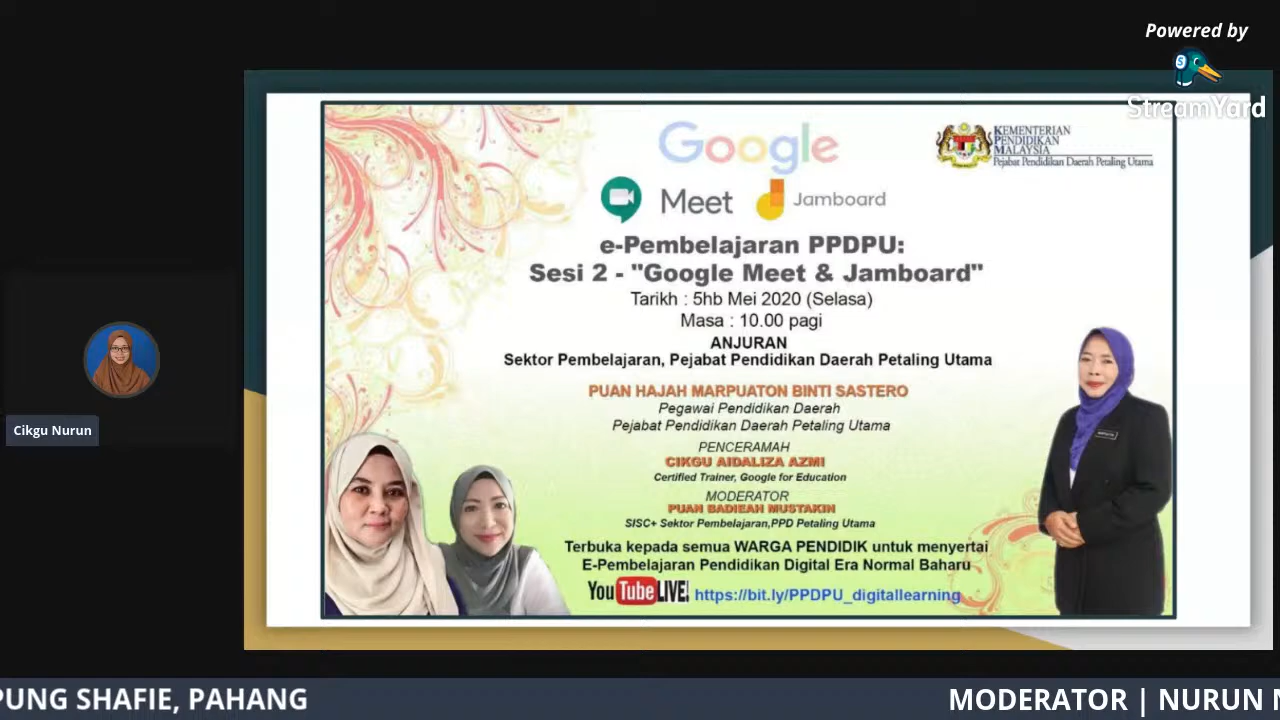 Powered by
StreamYard
Google
KEMENTERIAN
PENDIDIKAN
MALAYSIA
Pejabat Pendidikan Daerah Petaling Utama
Meet
Jamboard
e-Pembelajaran PPDPU:
Sesi 2 - "Google Meet & Jamboard"
Tarikh : 5hb Mei 2020 (Selasa)
Masa : 10.00 pagi
ANJURAN
Sektor Pembelajaran, Pejabat Pendidikan Daerah Petaling Utama
PUAN HAJAH MARPUATON BINTI SASTERO
Pegawai Pendidikan Daerah
Pejabat Pendidikan Daerah Petaling Utama
PENCERAMAH
CIKGU AIDALIZA AZMI
Certified Trainer, Google for Education
MODERATOR
PUAN BADIEAH MUSTAKIN
SISC+ Sektor Pembelajaran,PPD Petaling Utama
Terbuka kepada semua WARGA PENDIDIK untuk menyertai
E-Pembelajaran Pendidikan Digital Era Normal Baharu
YouTube LIVE! https://bit.ly/PPDPU_digitallearning
Cikgu Nurun
PUNG SHAFIE, PAHANG
MODERATOR | NURUN